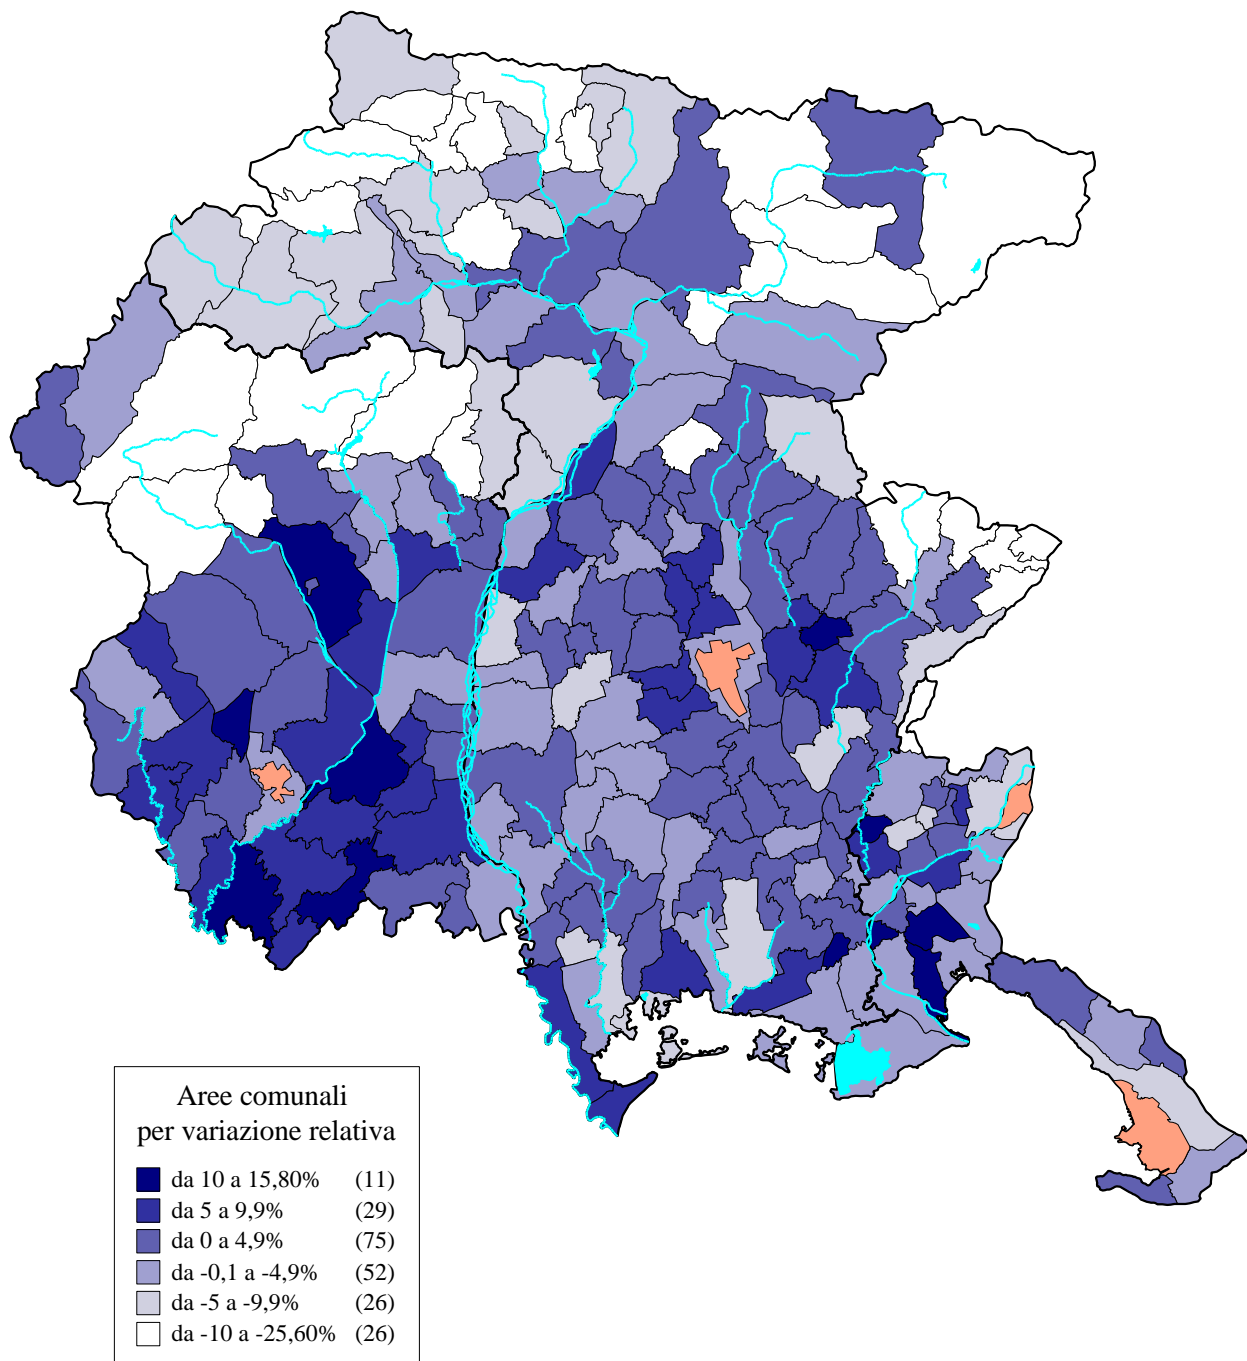 Aree comunali
per variazione relativa
da 10 a 15,80% (11)
da 5 a 9,9% (29)
da 0 a 4,9% (75)
da -0,1 a -4,9% (52)
da -5 a -9,9% (26)
da -10 a -25,60% (26)